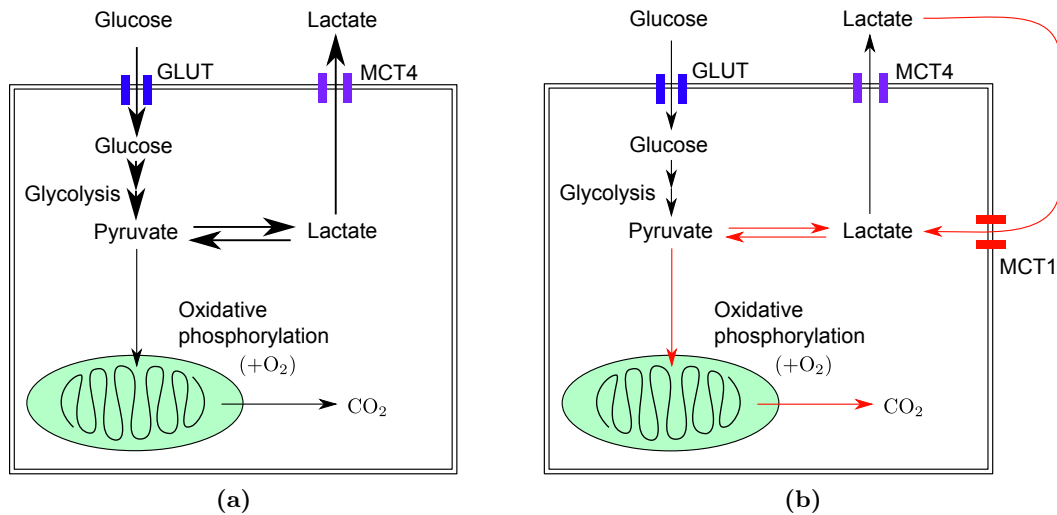 Glucose
Lactate
GLUT
MCT4
Glucose
Glycolysis
Pyruvate
Lactate
Oxidative
phosphorylation
(+O₂)
CO₂
(a)
Glucose
Lactate
GLUT
MCT4
Glucose
Glycolysis
Pyruvate
Lactate
MCT1
Oxidative
phosphorylation
(+O₂)
CO₂
(b)